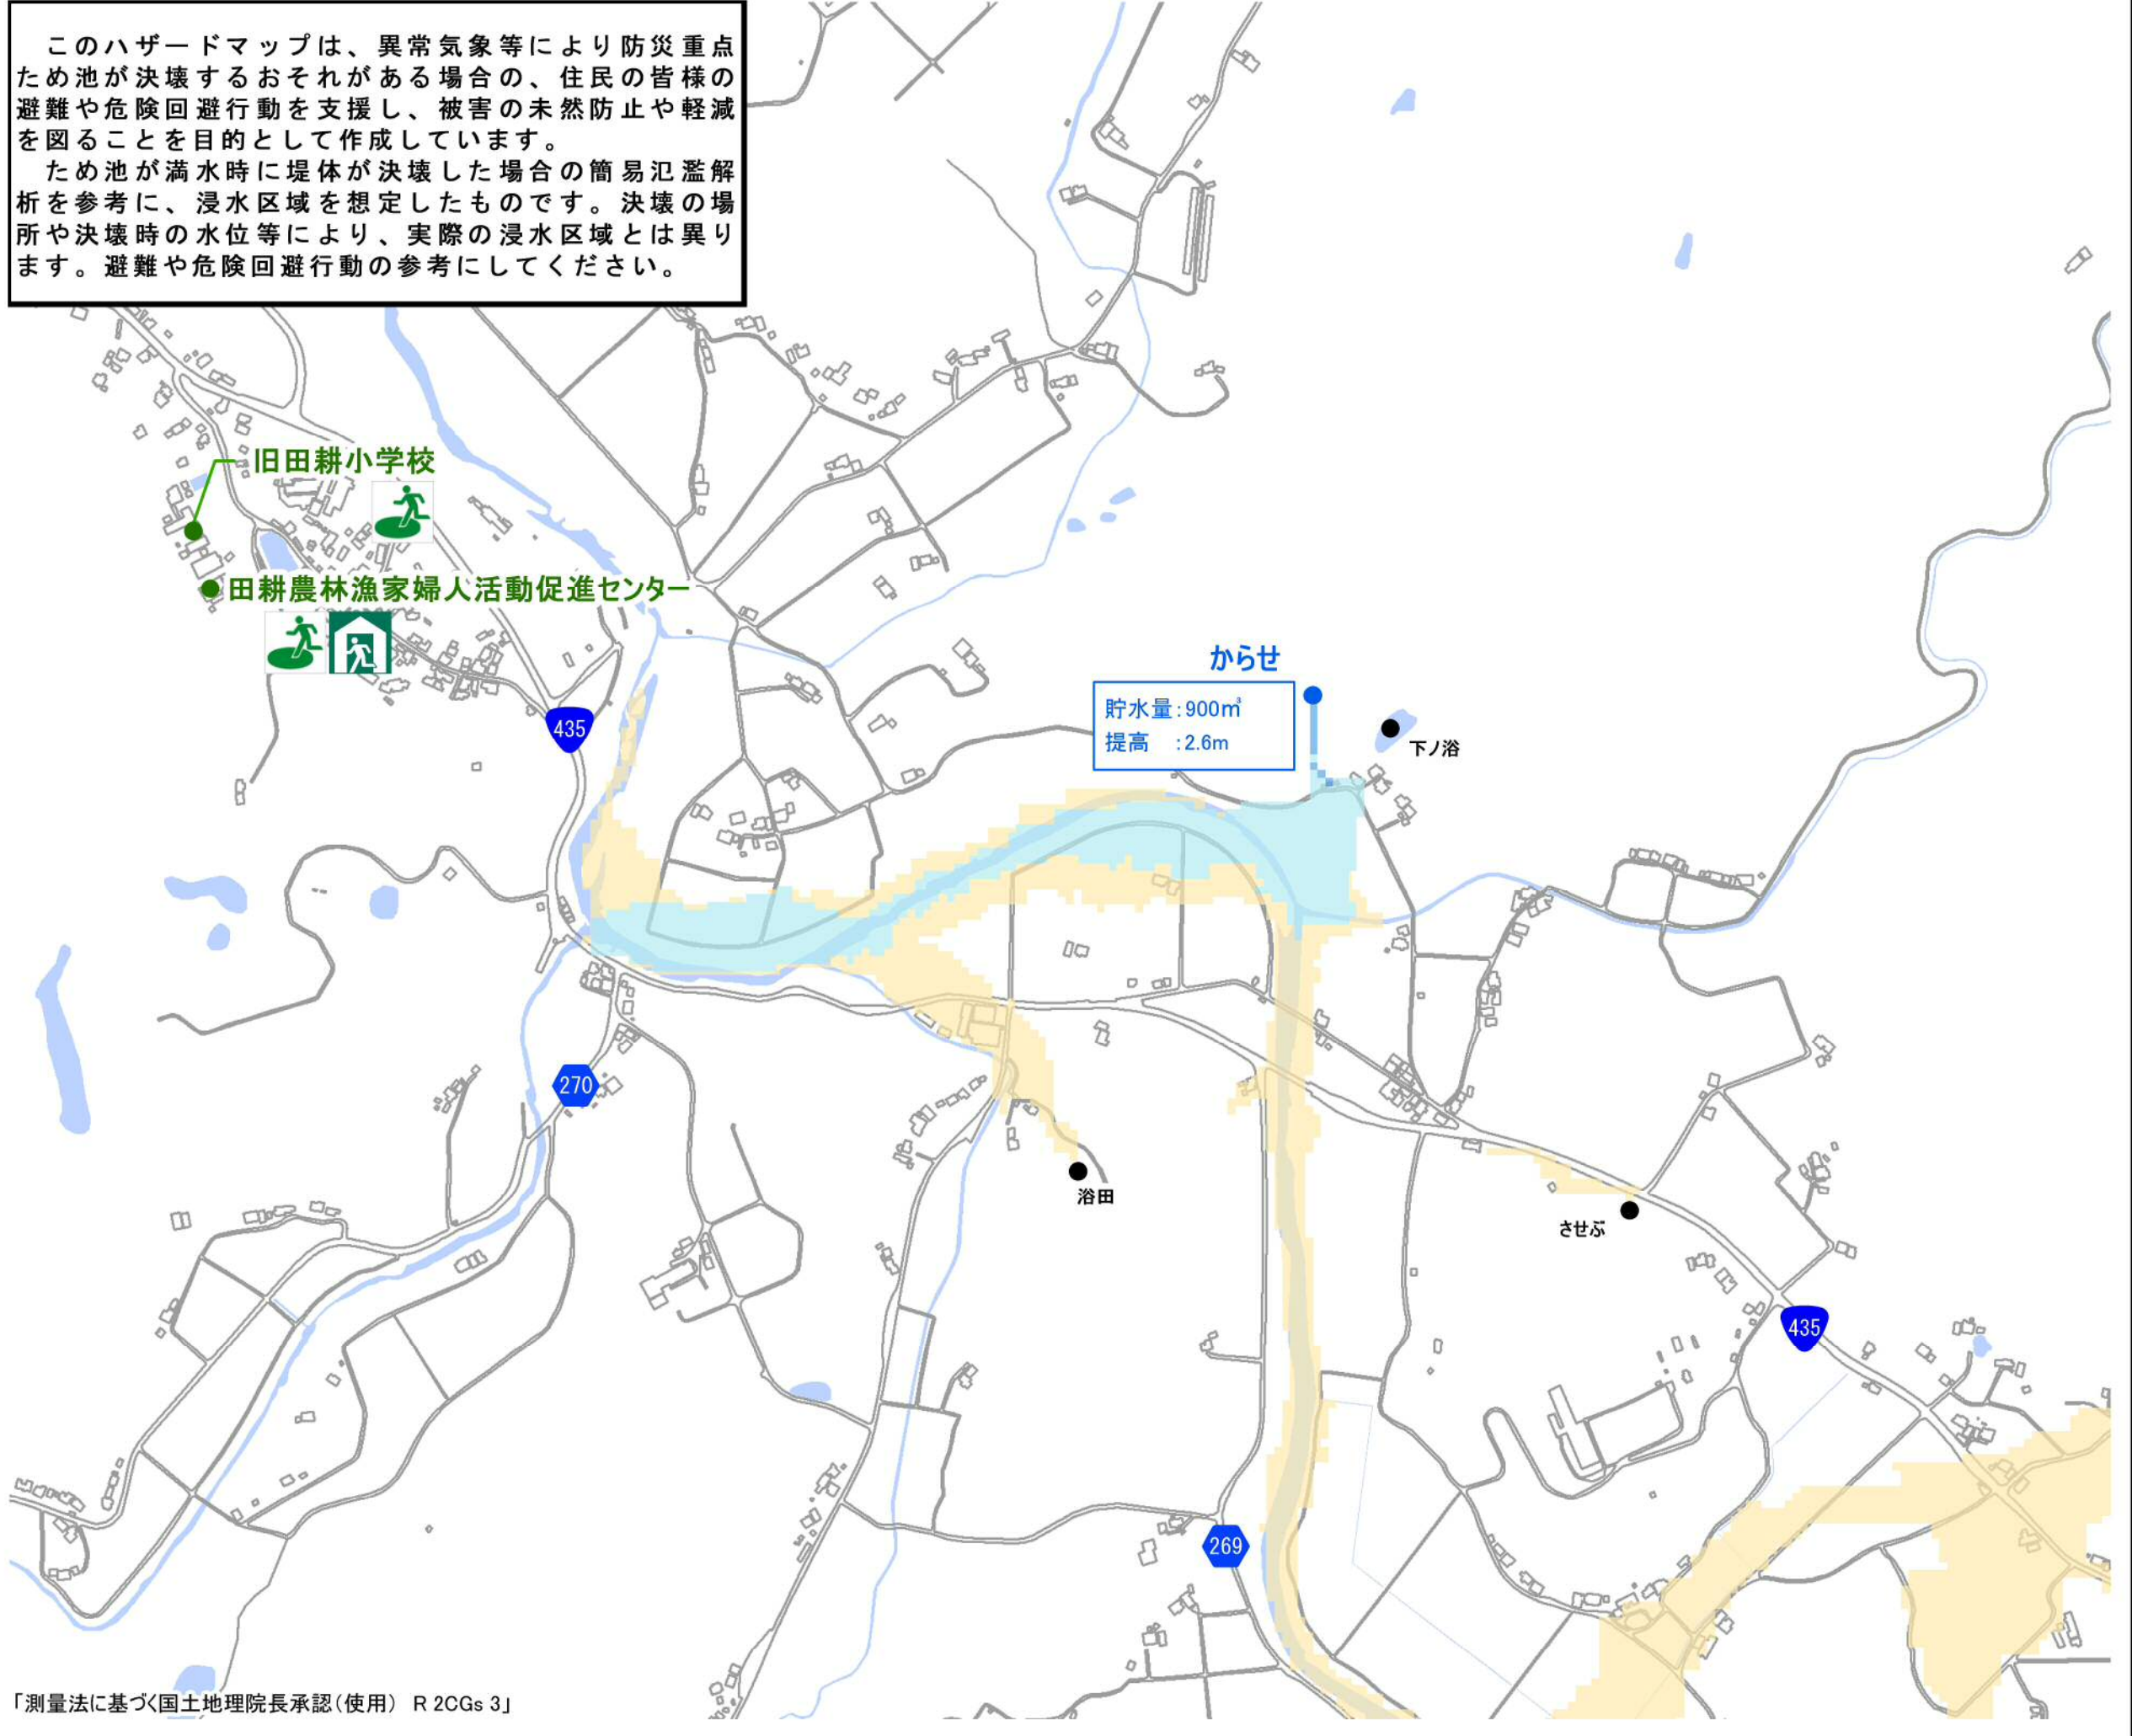 このハザードマップは、異常気象等により防災重点
ため池が決壊するおそれがある場合の、住民の皆様の
避難や危険回避行動を支援し、被害の未然防止や軽減
を図ることを目的として作成しています。
ため池が満水時に堤体が決壊した場合の簡易氾濫解
析を参考に、浸水区域を想定したものです。決壊の場
所や決壊時の水位等により、実際の浸水区域とは異り
ます。避難や危険回避行動の参考にしてください。
旧田耕小学校
田耕農林漁家婦人活動促進センター
からせ
貯水量:900㎥
提高 :2.6m
下ノ浴
435
270
浴田
させぶ
435
269
「測量法に基づく国土地理院長承認(使用) R 2CGs 3」